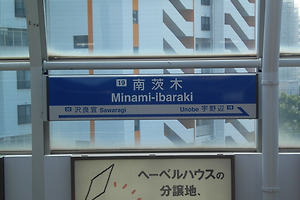 19 南茨木
Minami-Ibaraki
沢良宜 Sawaragi
Unobe 宇野辺
ヘーベルハウスの
分譲地、